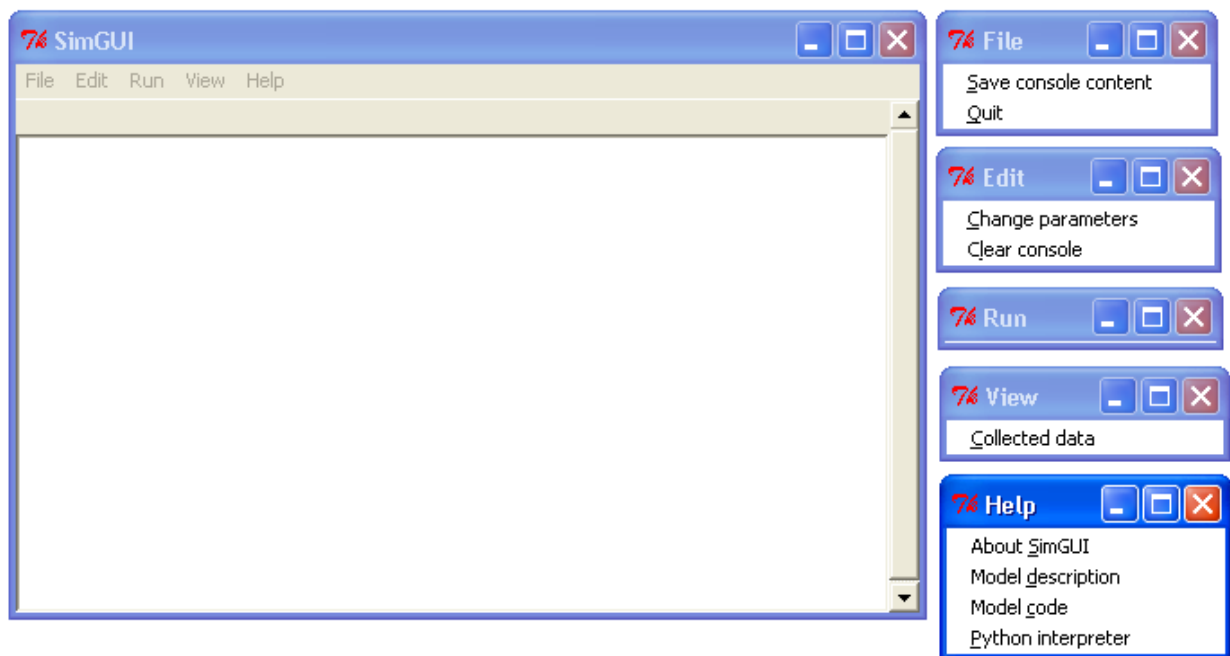 SimGUI
File Edit Run View Help
File
Save console content
Quit
Edit
Change parameters
Clear console
Run
View
Collected data
Help
About SimGUI
Model description
Model code
Python interpreter